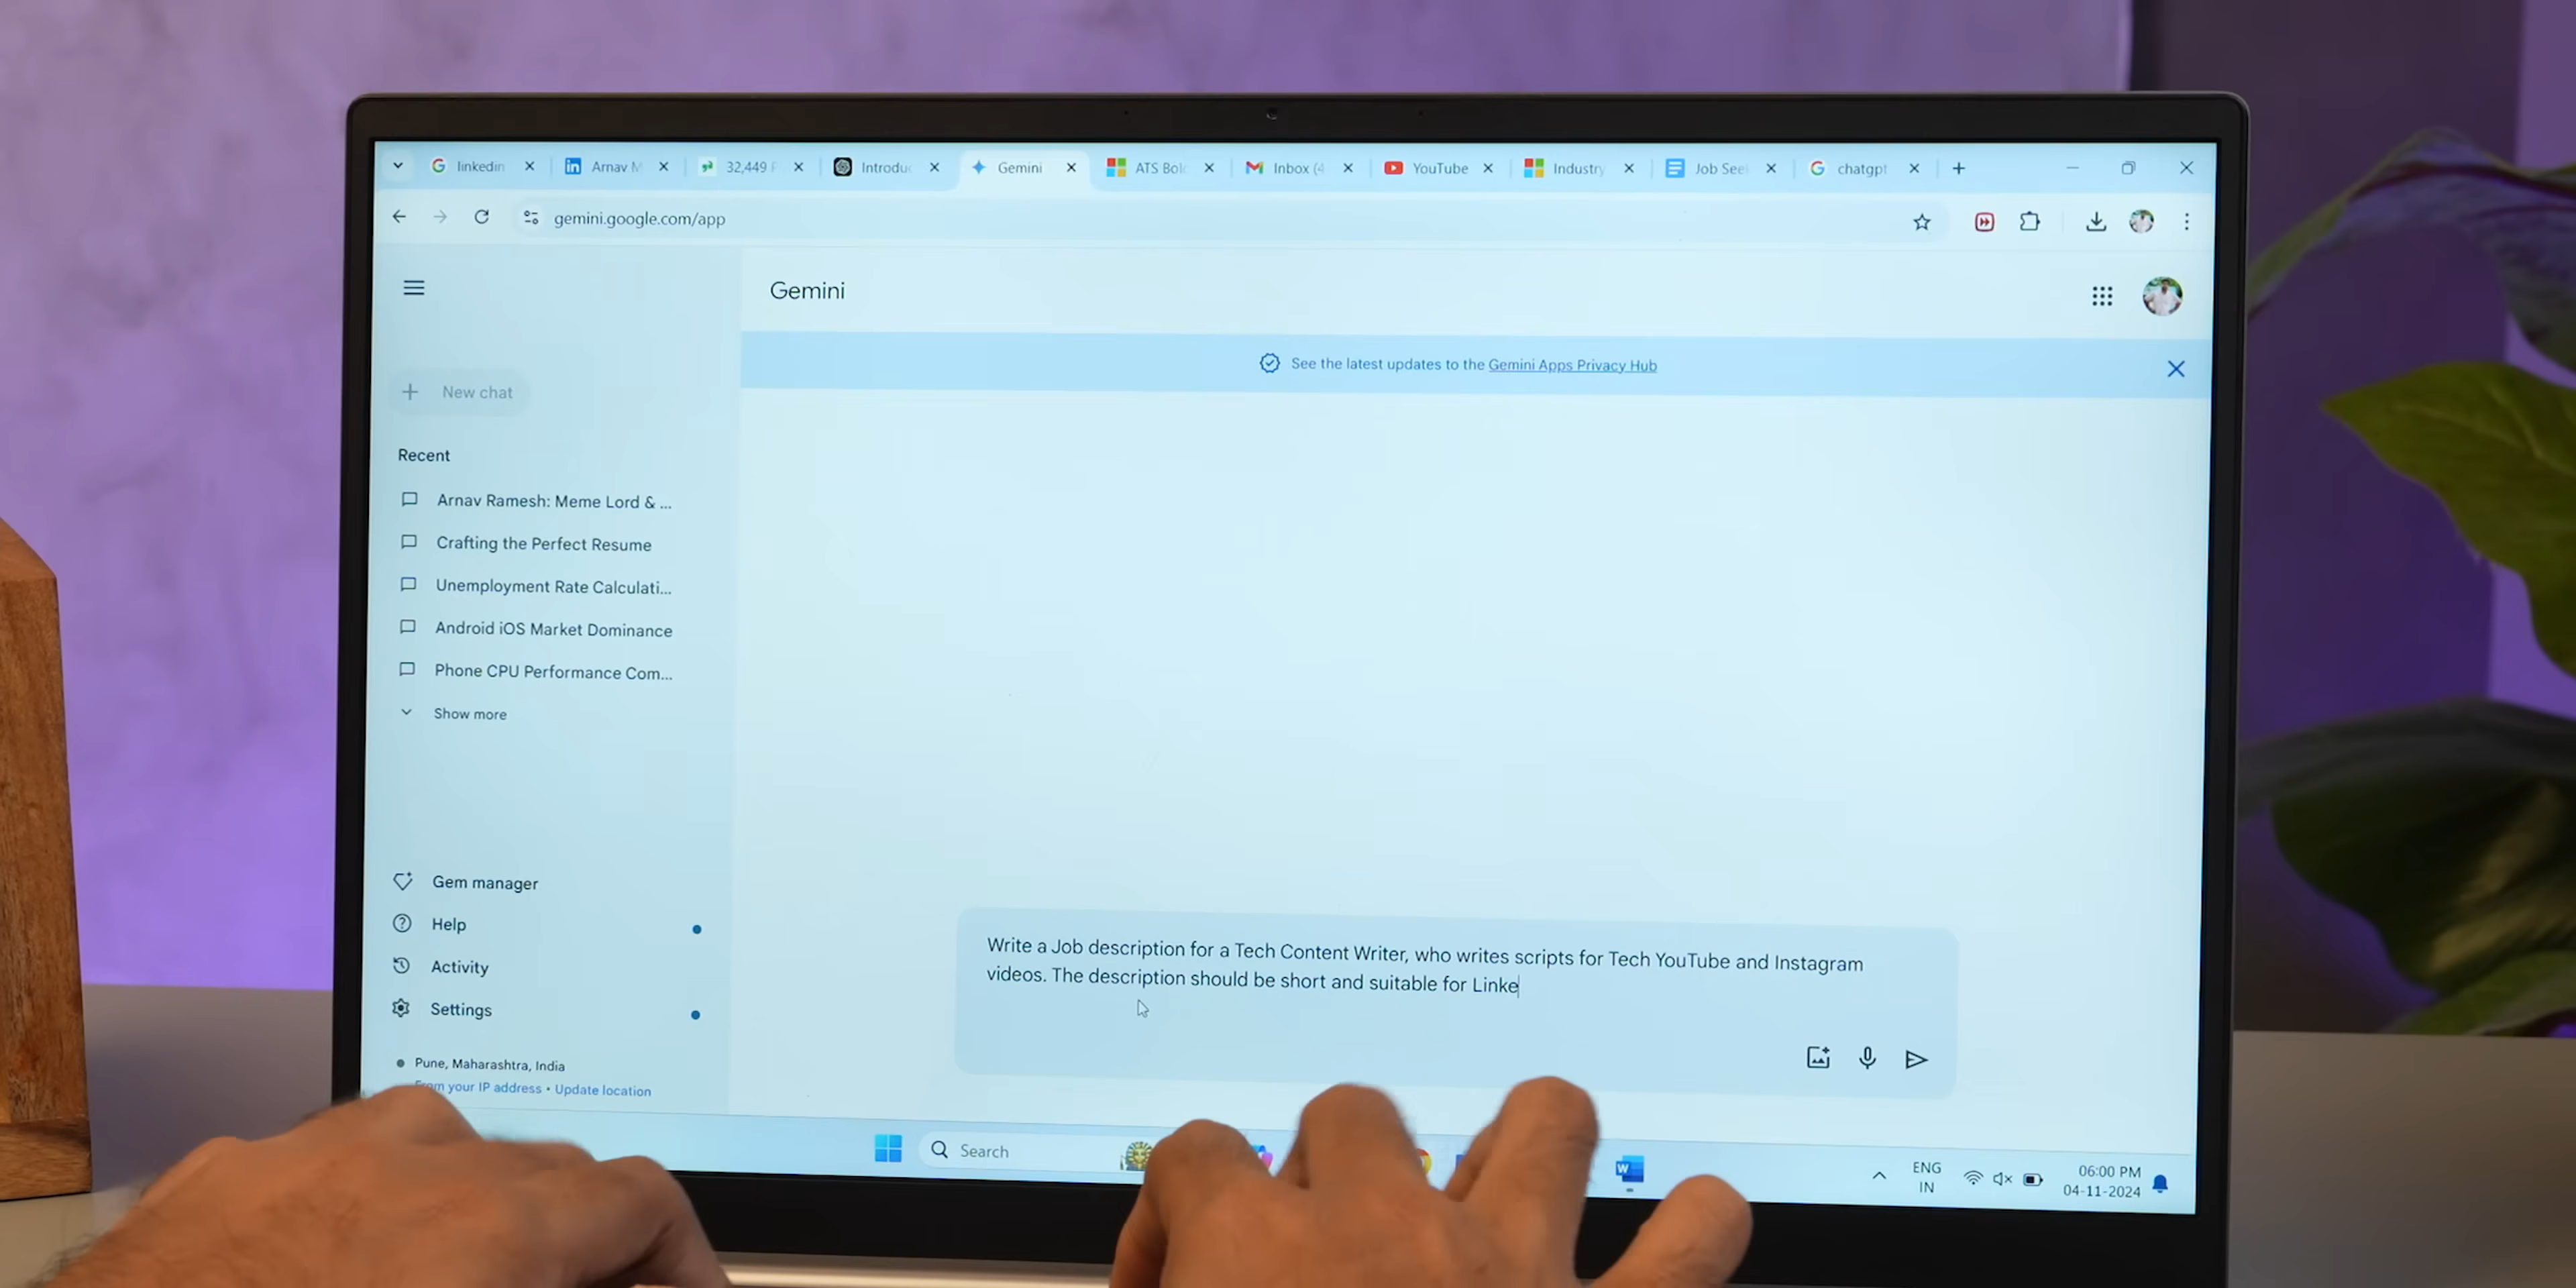 linkedin
Arnav M
32,449
Introdu
Gemini
ATS Bol
Inbox (4
YouTube
Industry
Job See
chatgpt
gemini.google.com/app
Gemini
See the latest updates to the Gemini Apps Privacy Hub
New chat
Recent
Arnav Ramesh: Meme Lord & ...
Crafting the Perfect Resume
Unemployment Rate Calculati...
Android iOS Market Dominance
Phone CPU Performance Com...
Show more
Gem manager
Help
Activity
Settings
Pune, Maharashtra, India
From your IP address • Update location
Write a Job description for a Tech Content Writer, who writes scripts for Tech YouTube and Instagram
videos. The description should be short and suitable for Linke
Search
ENG
IN
06:00 PM
04-11-2024